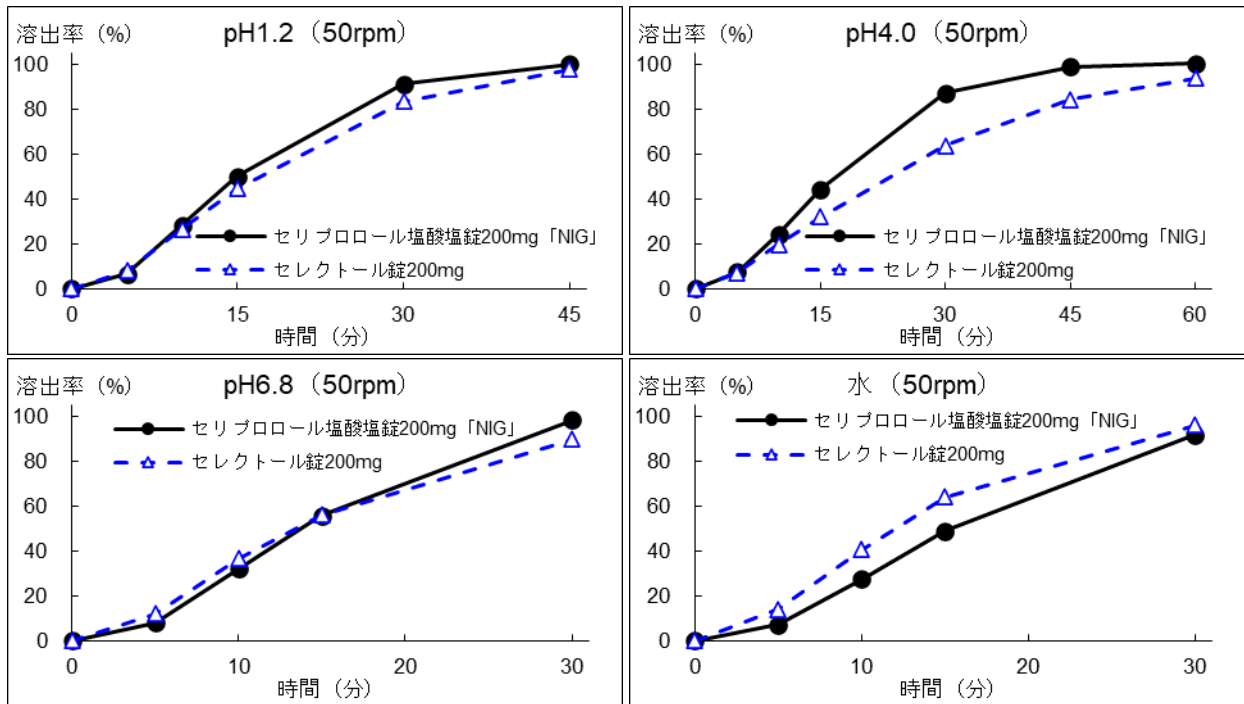 溶出率 (%) pH1.2（50rpm）
100
80
60
40
20
0
セリプロロール塩酸塩錠200mg「NIG」
セレクトール錠200mg
0 15 30 45
時間（分）
溶出率 (%) pH4.0（50rpm）
100
80
60
40
20
0
セリプロロール塩酸塩錠200mg「NIG」
セレクトール錠200mg
0 15 30 45 60
時間（分）
溶出率 (%) pH6.8（50rpm）
100
80
60
40
20
0
セリプロロール塩酸塩錠200mg「NIG」
セレクトール錠200mg
0 10 20 30
時間（分）
溶出率 (%) 水（50rpm）
100
80
60
40
20
0
セリプロロール塩酸塩錠200mg「NIG」
セレクトール錠200mg
0 10 20 30
時間（分）